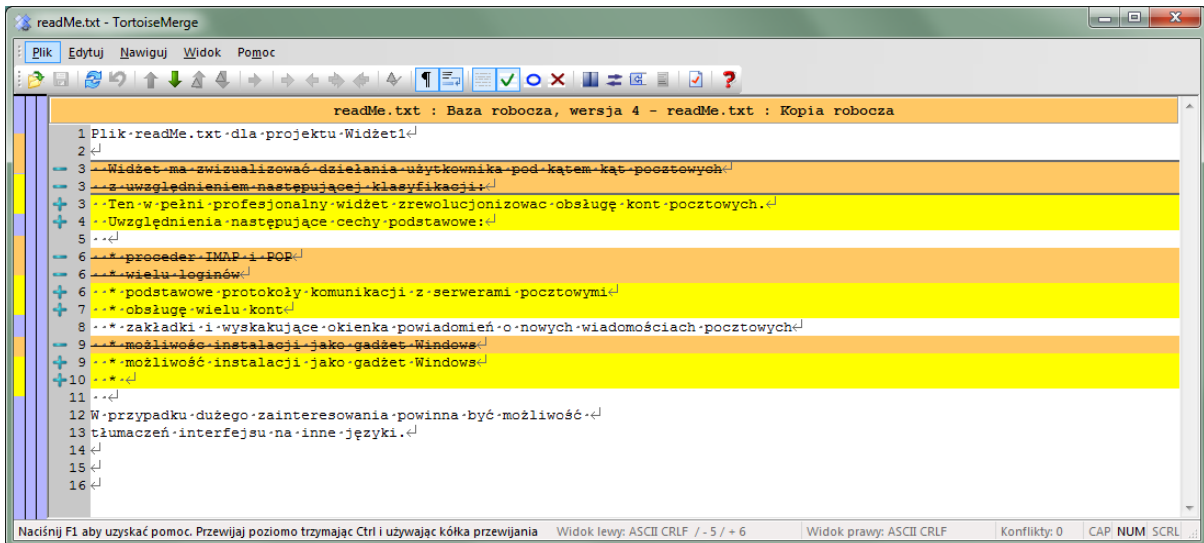 readMe.txt - TortoiseMerge
Plik Edytuj Nawiguj Widok Pomoc
readMe.txt : Baza robocza, wersja 4 - readMe.txt : Kopia robocza
1 Plik·readMe.txt·dla·projektu·Widżet1↵
2 ↵
3 ··Widżet·ma·zwizualizować·działania·użytkownika·pod·kątem·kąt·pocztowych↵
3 ··z·uwzględnieniem·następującej·klasyfikacji:↵
3 ··Ten·w·pełni·profesjonalny·widżet·zrewolucjonizowac·obsługę·kont·pocztowych.↵
4 ··Uwzględnienia·następujące·cechy·podstawowe:↵
5 ··↵
6 ··*·proceder·IMAP·i·POP↵
6 ··*·wielu·loginów↵
6 ··*·podstawowe·protokoły·komunikacji·z·serwerami·pocztowymi↵
7 ··*·obsługę·wielu·kont↵
8 ··*·zakładki·i·wyskakujące·okienka·powiadomień·o·nowych·wiadomościach·pocztowych↵
9 ··*·możliwośc·instalacji·jako·gadżet·Windows↵
9 ··*·możliwość·instalacji·jako·gadżet·Windows↵
10 ··*·↵
11 ··↵
12 W·przypadku·dużego·zainteresowania·powinna·być·możliwość·↵
13 tłumaczeń·interfejsu·na·inne·języki.↵
14 ↵
15 ↵
16 ↵
Naciśnij F1 aby uzyskać pomoc. Przewijaj poziomo trzymając Ctrl i używając kółka przewijania Widok lewy: ASCII CRLF / - 5 / + 6 Widok prawy: ASCII CRLF Konflikty: 0 CAP NUM SCRL